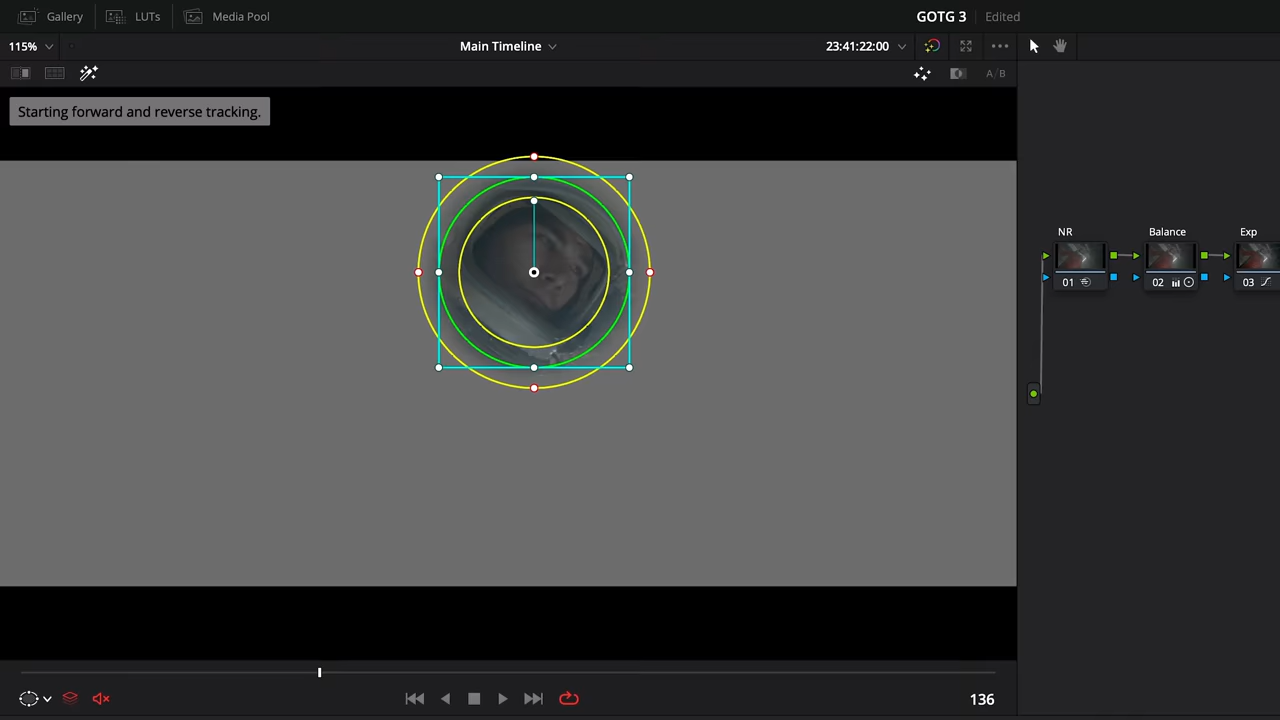 Gallery LUTs Media Pool GOTG 3 Edited
115% Main Timeline 23:41:22:00
A/B
Starting forward and reverse tracking.
NR Balance Exp
01 02 03
136